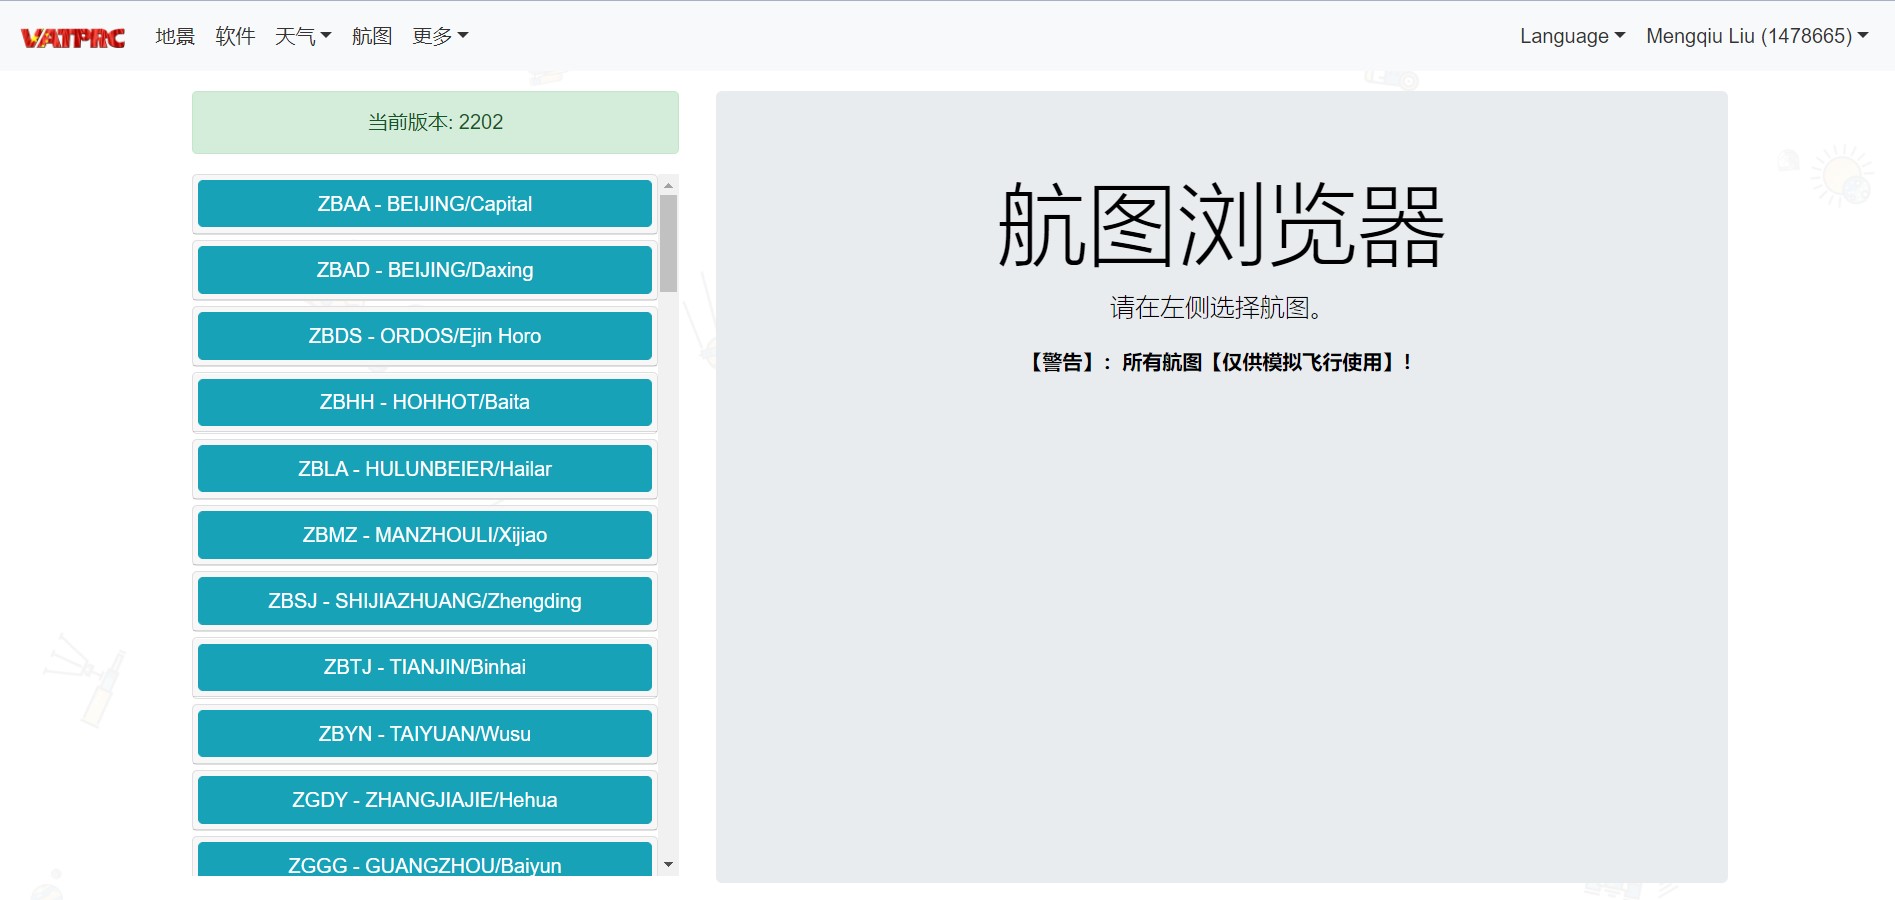 VATPRC 地景 软件 天气 航图 更多 Language Mengqiu Liu (1478665)
当前版本: 2202
ZBAA - BEIJING/Capital
ZBAD - BEIJING/Daxing
ZBDS - ORDOS/Ejin Horo
ZBHH - HOHHOT/Baita
ZBLA - HULUNBEIER/Hailar
ZBMZ - MANZHOULI/Xijiao
ZBSJ - SHIJIAZHUANG/Zhengding
ZBTJ - TIANJIN/Binhai
ZBYN - TAIYUAN/Wusu
ZGDY - ZHANGJIAJIE/Hehua
ZGGG - GUANGZHOU/Baiyun
航图浏览器
请在左侧选择航图。
【警告】：所有航图【仅供模拟飞行使用】！